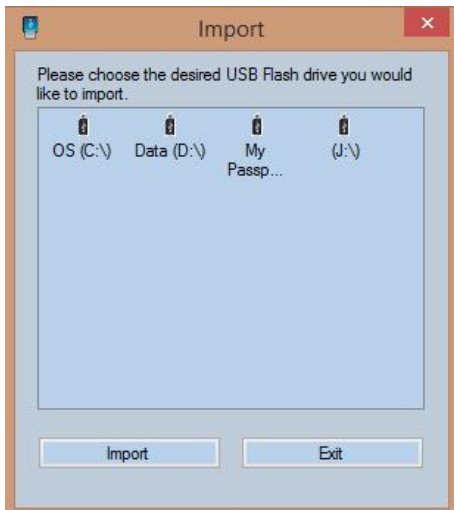 Import
Please choose the desired USB Flash drive you would
like to import.
OS (C:\) Data (D:\) My (J:\)
Passp...
Import Exit